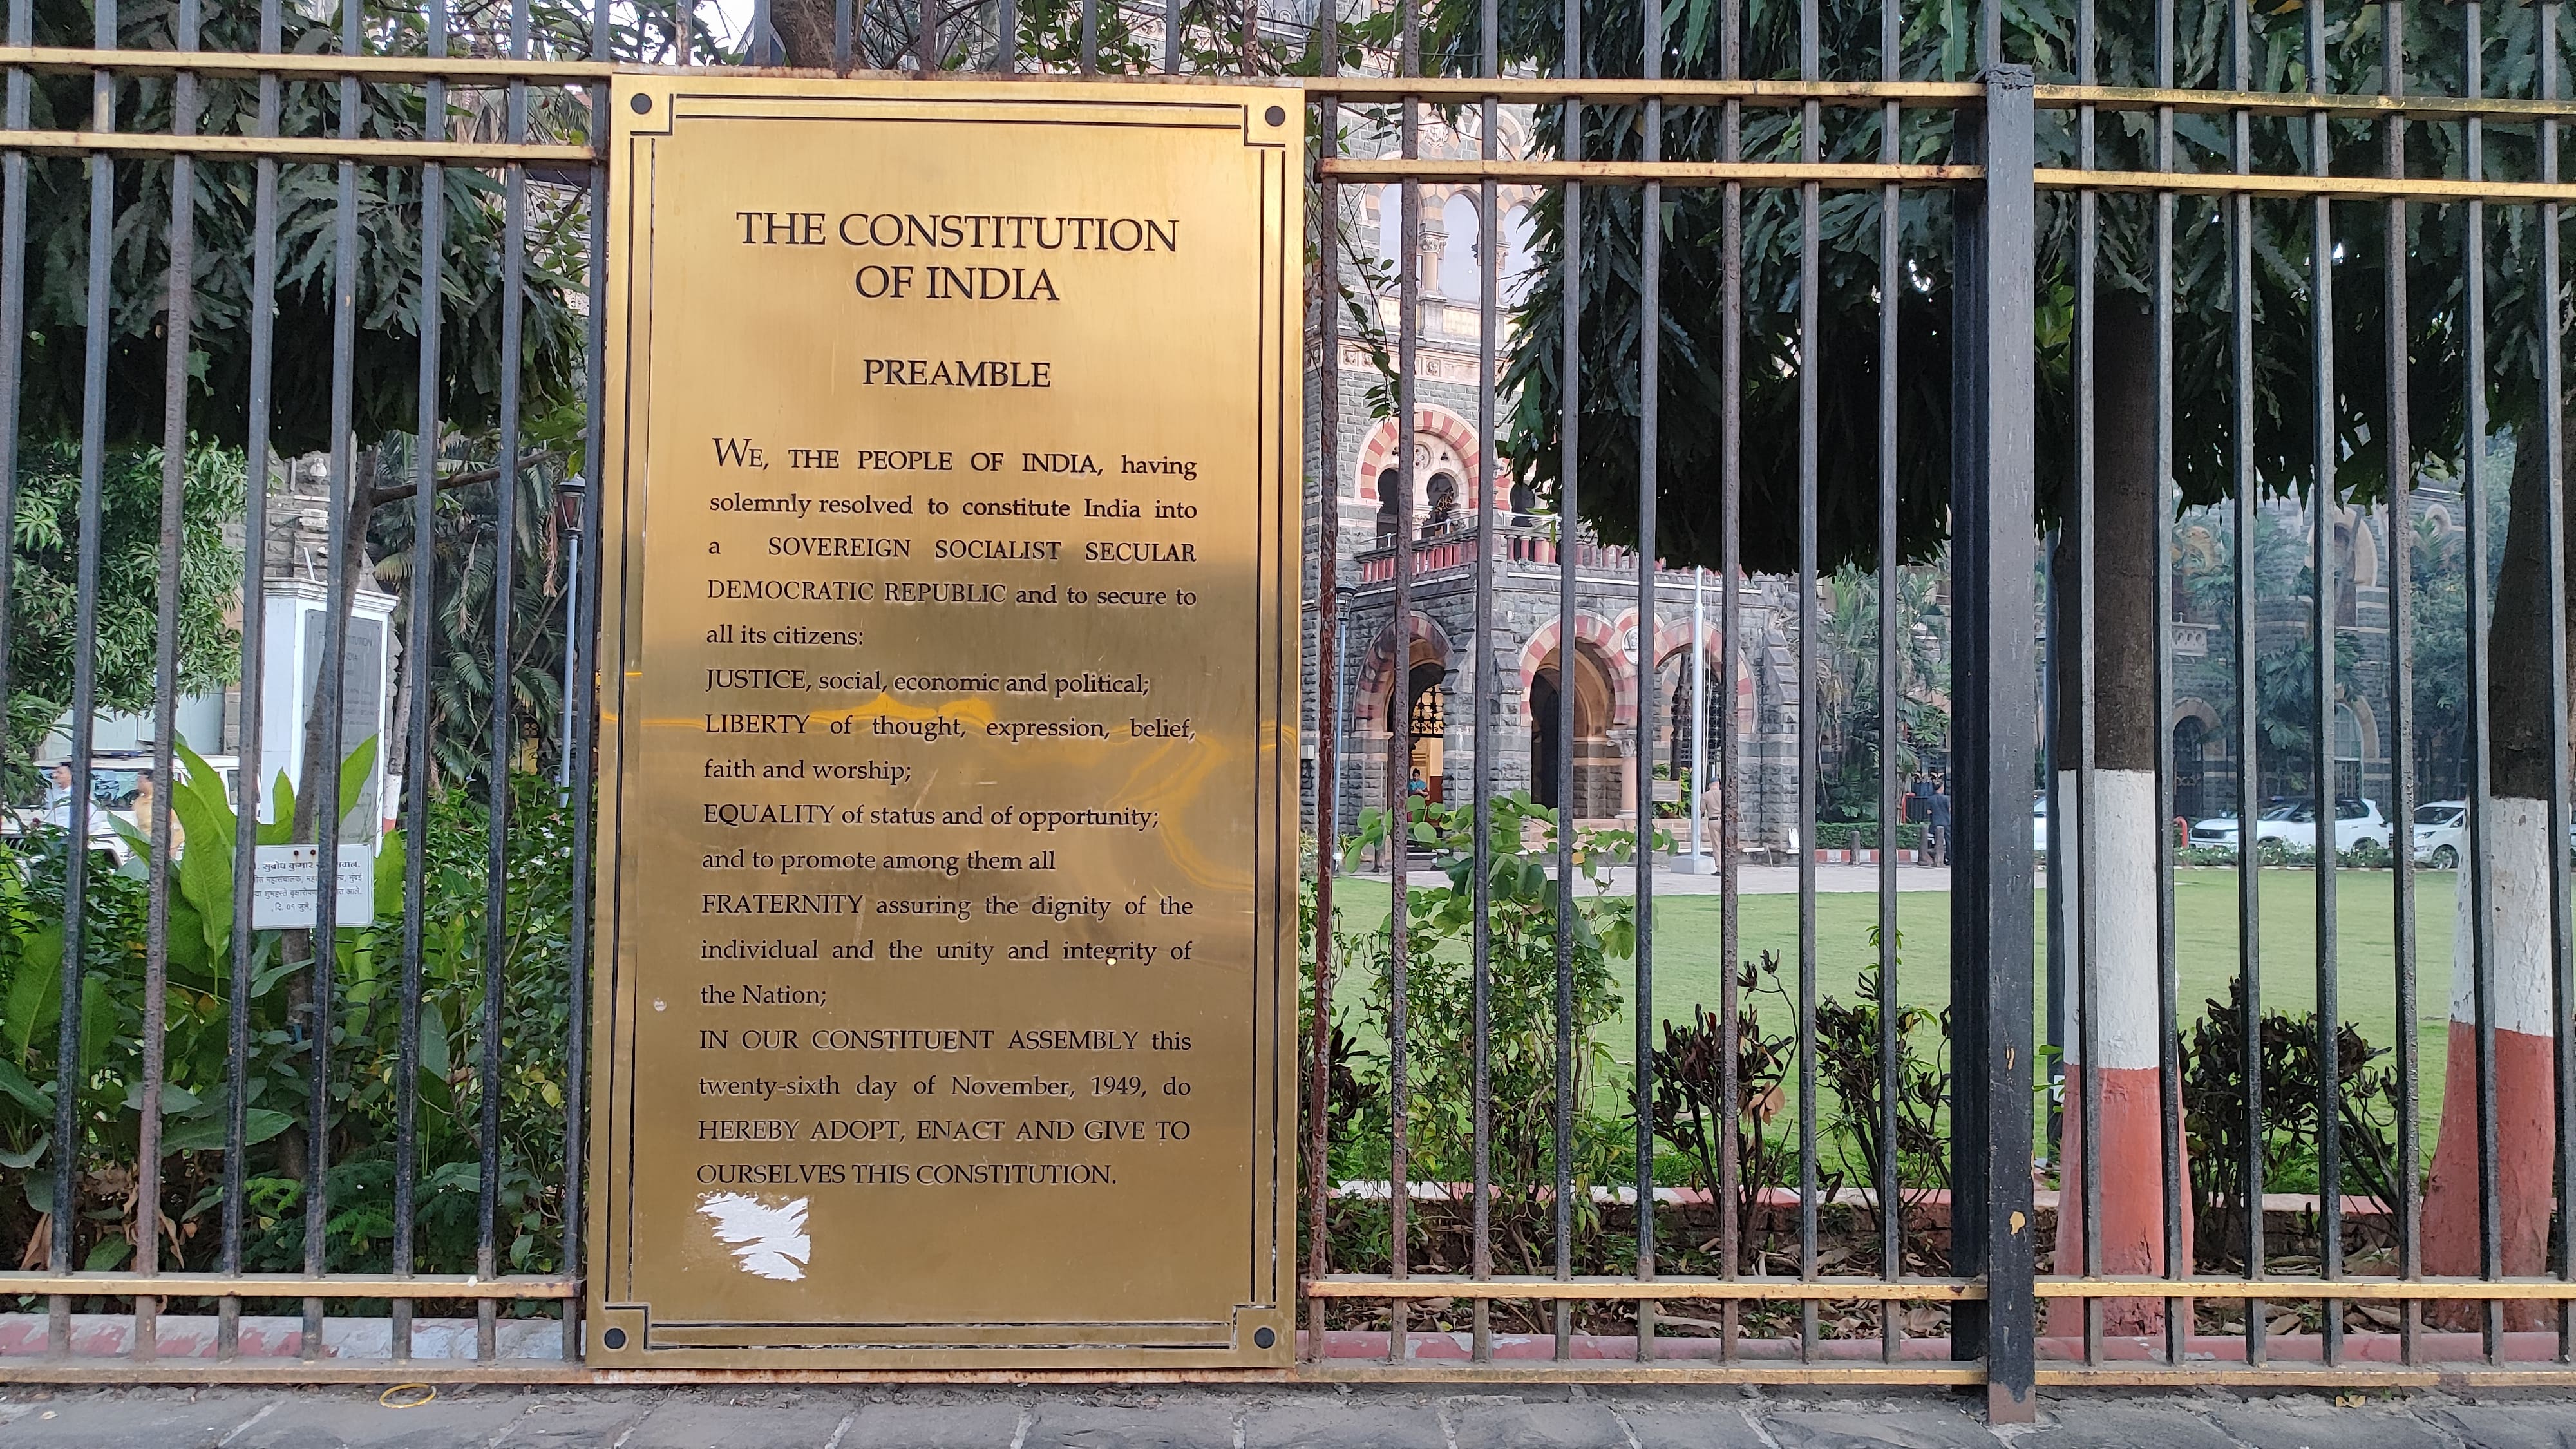 THE CONSTITUTION
OF INDIA
PREAMBLE
WE, THE PEOPLE OF INDIA, having
solemnly resolved to constitute India into
a SOVEREIGN SOCIALIST SECULAR
DEMOCRATIC REPUBLIC and to secure to
all its citizens:
JUSTICE, social, economic and political;
LIBERTY of thought, expression, belief,
faith and worship;
EQUALITY of status and of opportunity;
and to promote among them all
FRATERNITY assuring the dignity of the
individual and the unity and integrity of
the Nation;
IN OUR CONSTITUENT ASSEMBLY this
twenty-sixth day of November, 1949, do
HEREBY ADOPT, ENACT AND GIVE TO
OURSELVES THIS CONSTITUTION.
सुबोध कुमार
मुंबई
दि. ०१ जुलै,